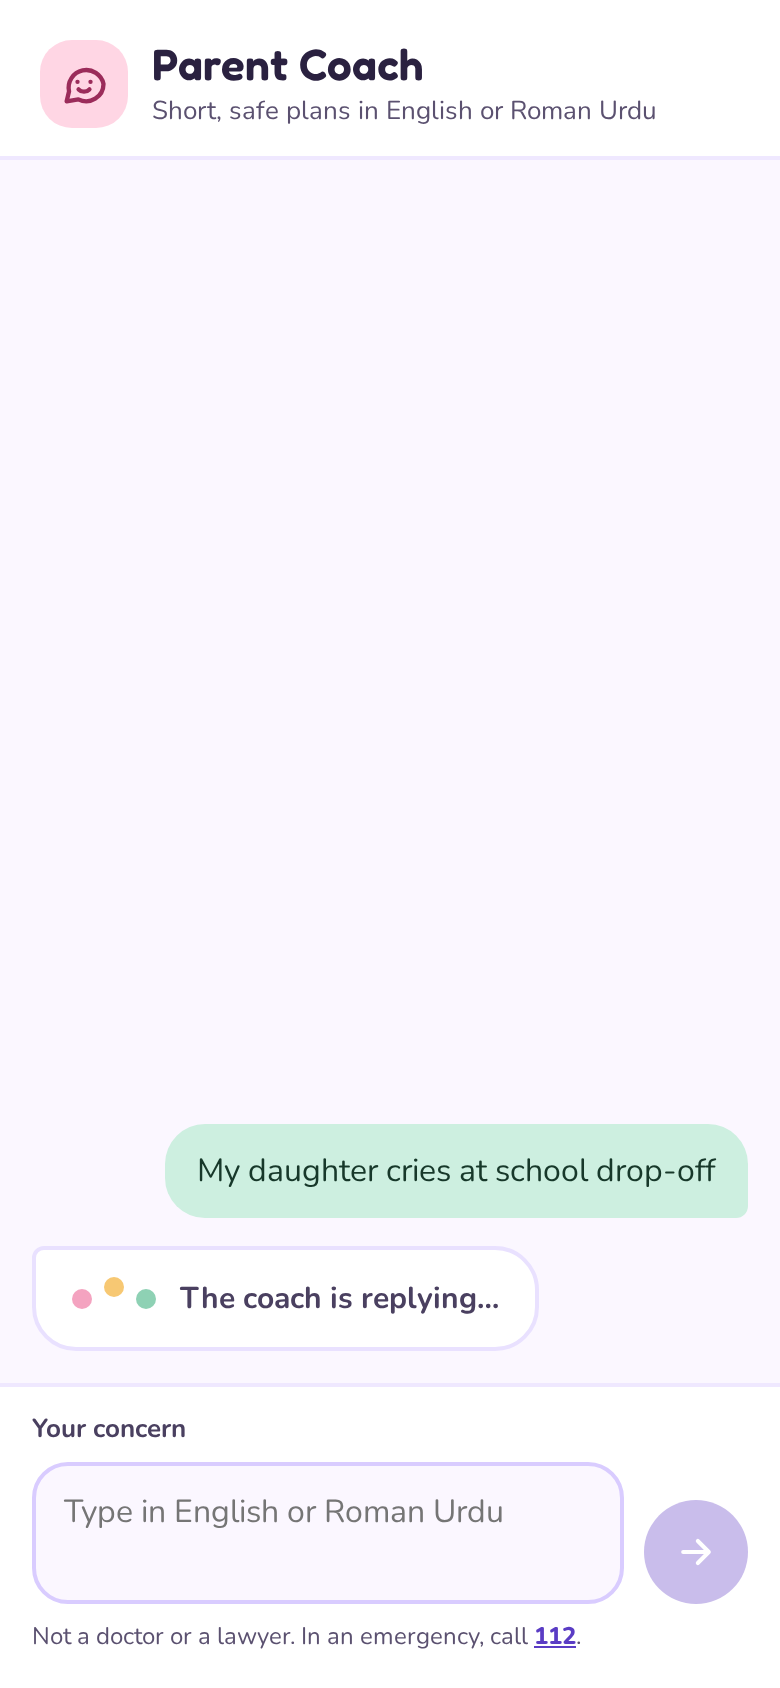 Parent Coach
Short, safe plans in English or Roman Urdu
My daughter cries at school drop-off
The coach is replying...
Your concern
Type in English or Roman Urdu
Not a doctor or a lawyer. In an emergency, call 112.